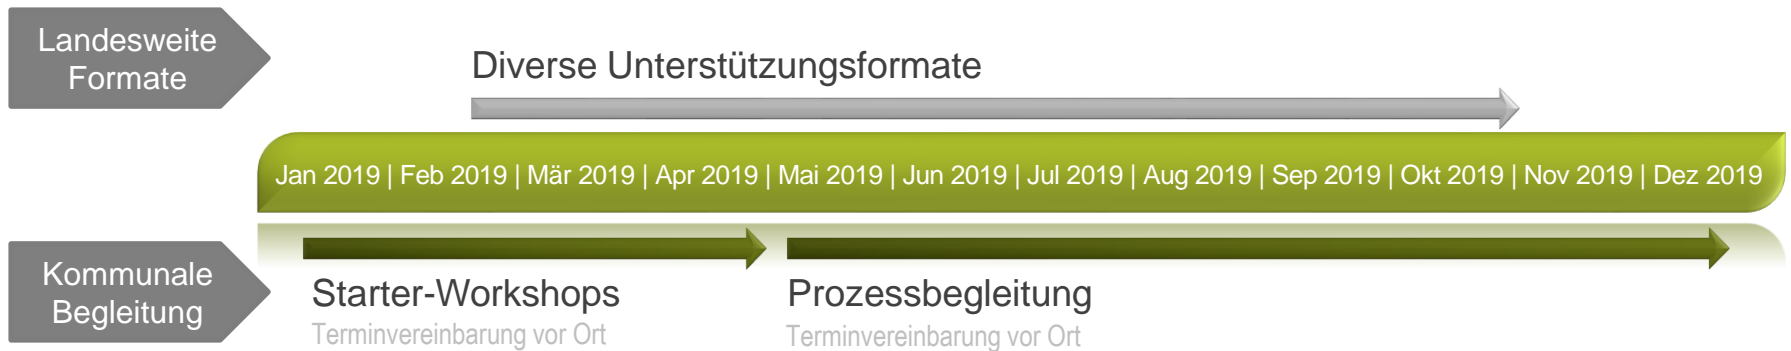 Landesweite
Formate
Diverse Unterstützungsformate
Jan 2019 | Feb 2019 | Mär 2019 | Apr 2019 | Mai 2019 | Jun 2019 | Jul 2019 | Aug 2019 | Sep 2019 | Okt 2019 | Nov 2019 | Dez 2019
Kommunale
Begleitung
Starter-Workshops
Terminvereinbarung vor Ort
Prozessbegleitung
Terminvereinbarung vor Ort